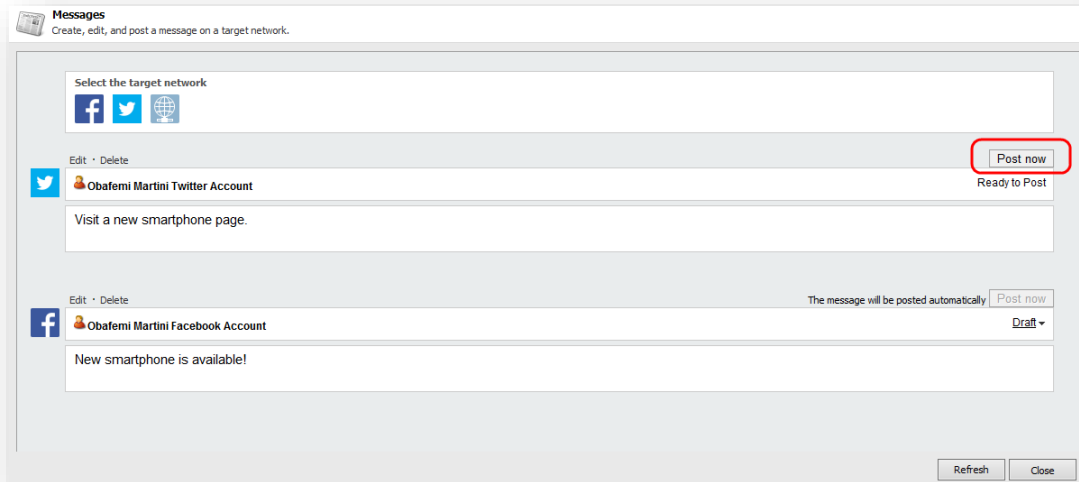 Messages
Create, edit, and post a message on a target network.
Select the target network
Edit · Delete
Post now
Obafemi Martini Twitter Account
Ready to Post
Visit a new smartphone page.
Edit · Delete
The message will be posted automatically Post now
Obafemi Martini Facebook Account
Draft
New smartphone is available!
Refresh Close